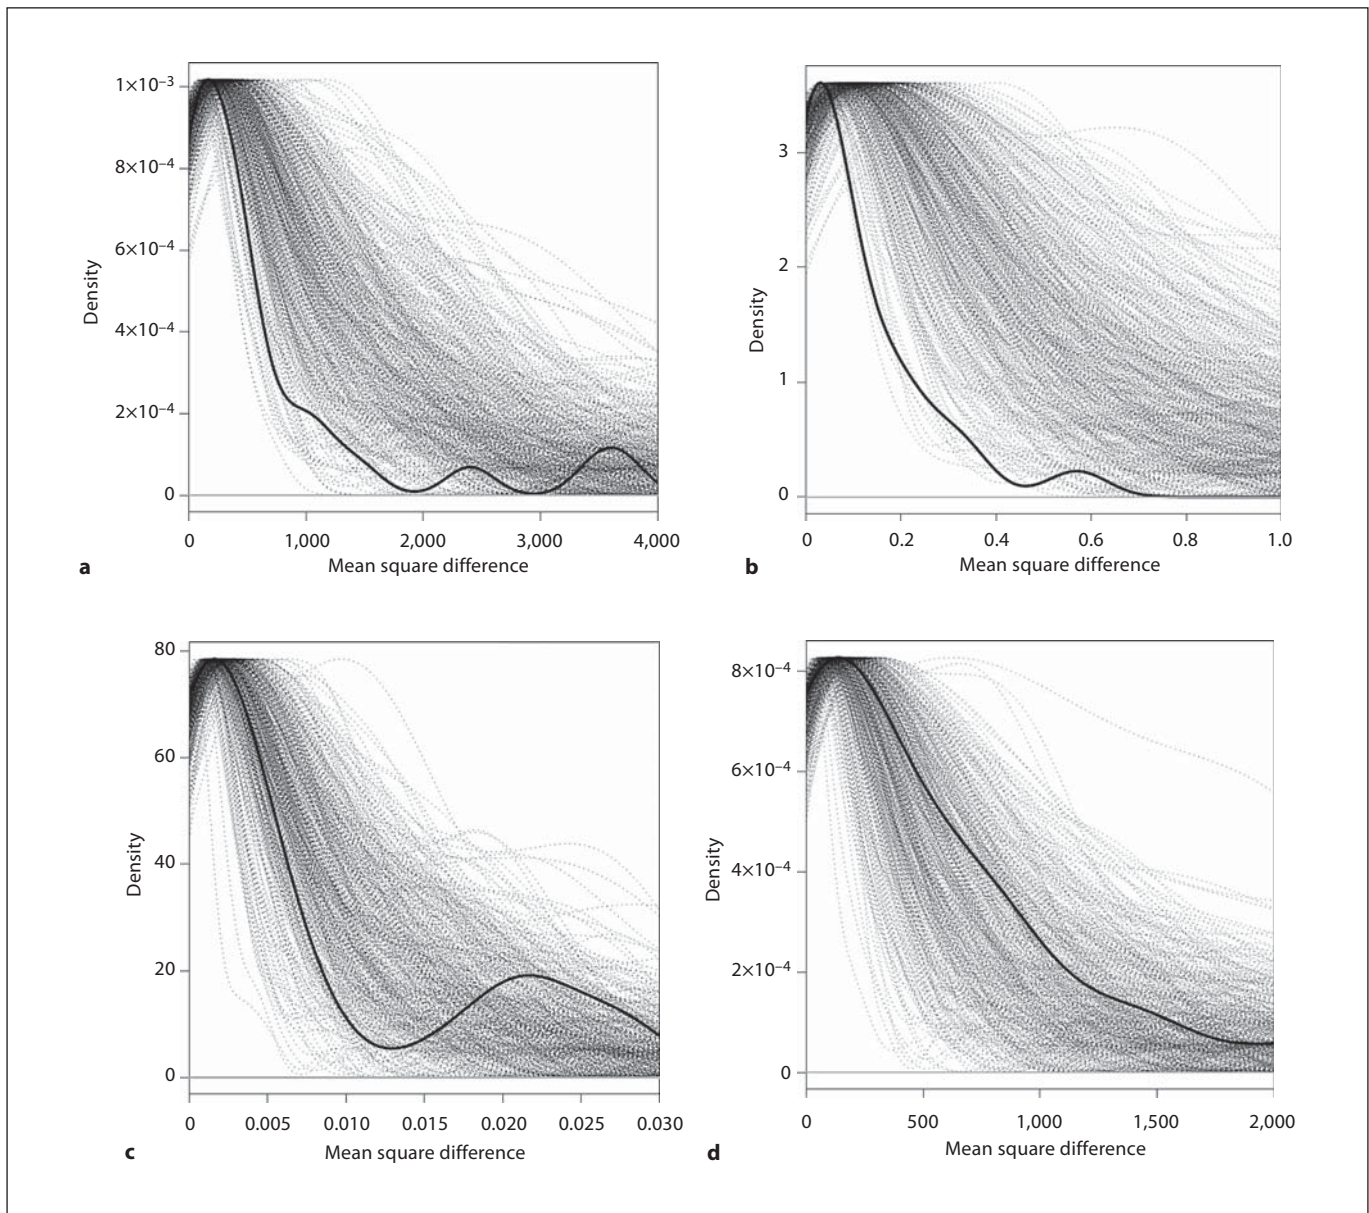 1×10⁻³
8×10⁻⁴
6×10⁻⁴
4×10⁻⁴
2×10⁻⁴
0
Density
0 1,000 2,000 3,000 4,000
Mean square difference
a
3
2
1
0
Density
0 0.2 0.4 0.6 0.8 1.0
Mean square difference
b
80
60
40
20
0
Density
0 0.005 0.010 0.015 0.020 0.025 0.030
Mean square difference
c
8×10⁻⁴
6×10⁻⁴
4×10⁻⁴
2×10⁻⁴
0
Density
0 500 1,000 1,500 2,000
Mean square difference
d